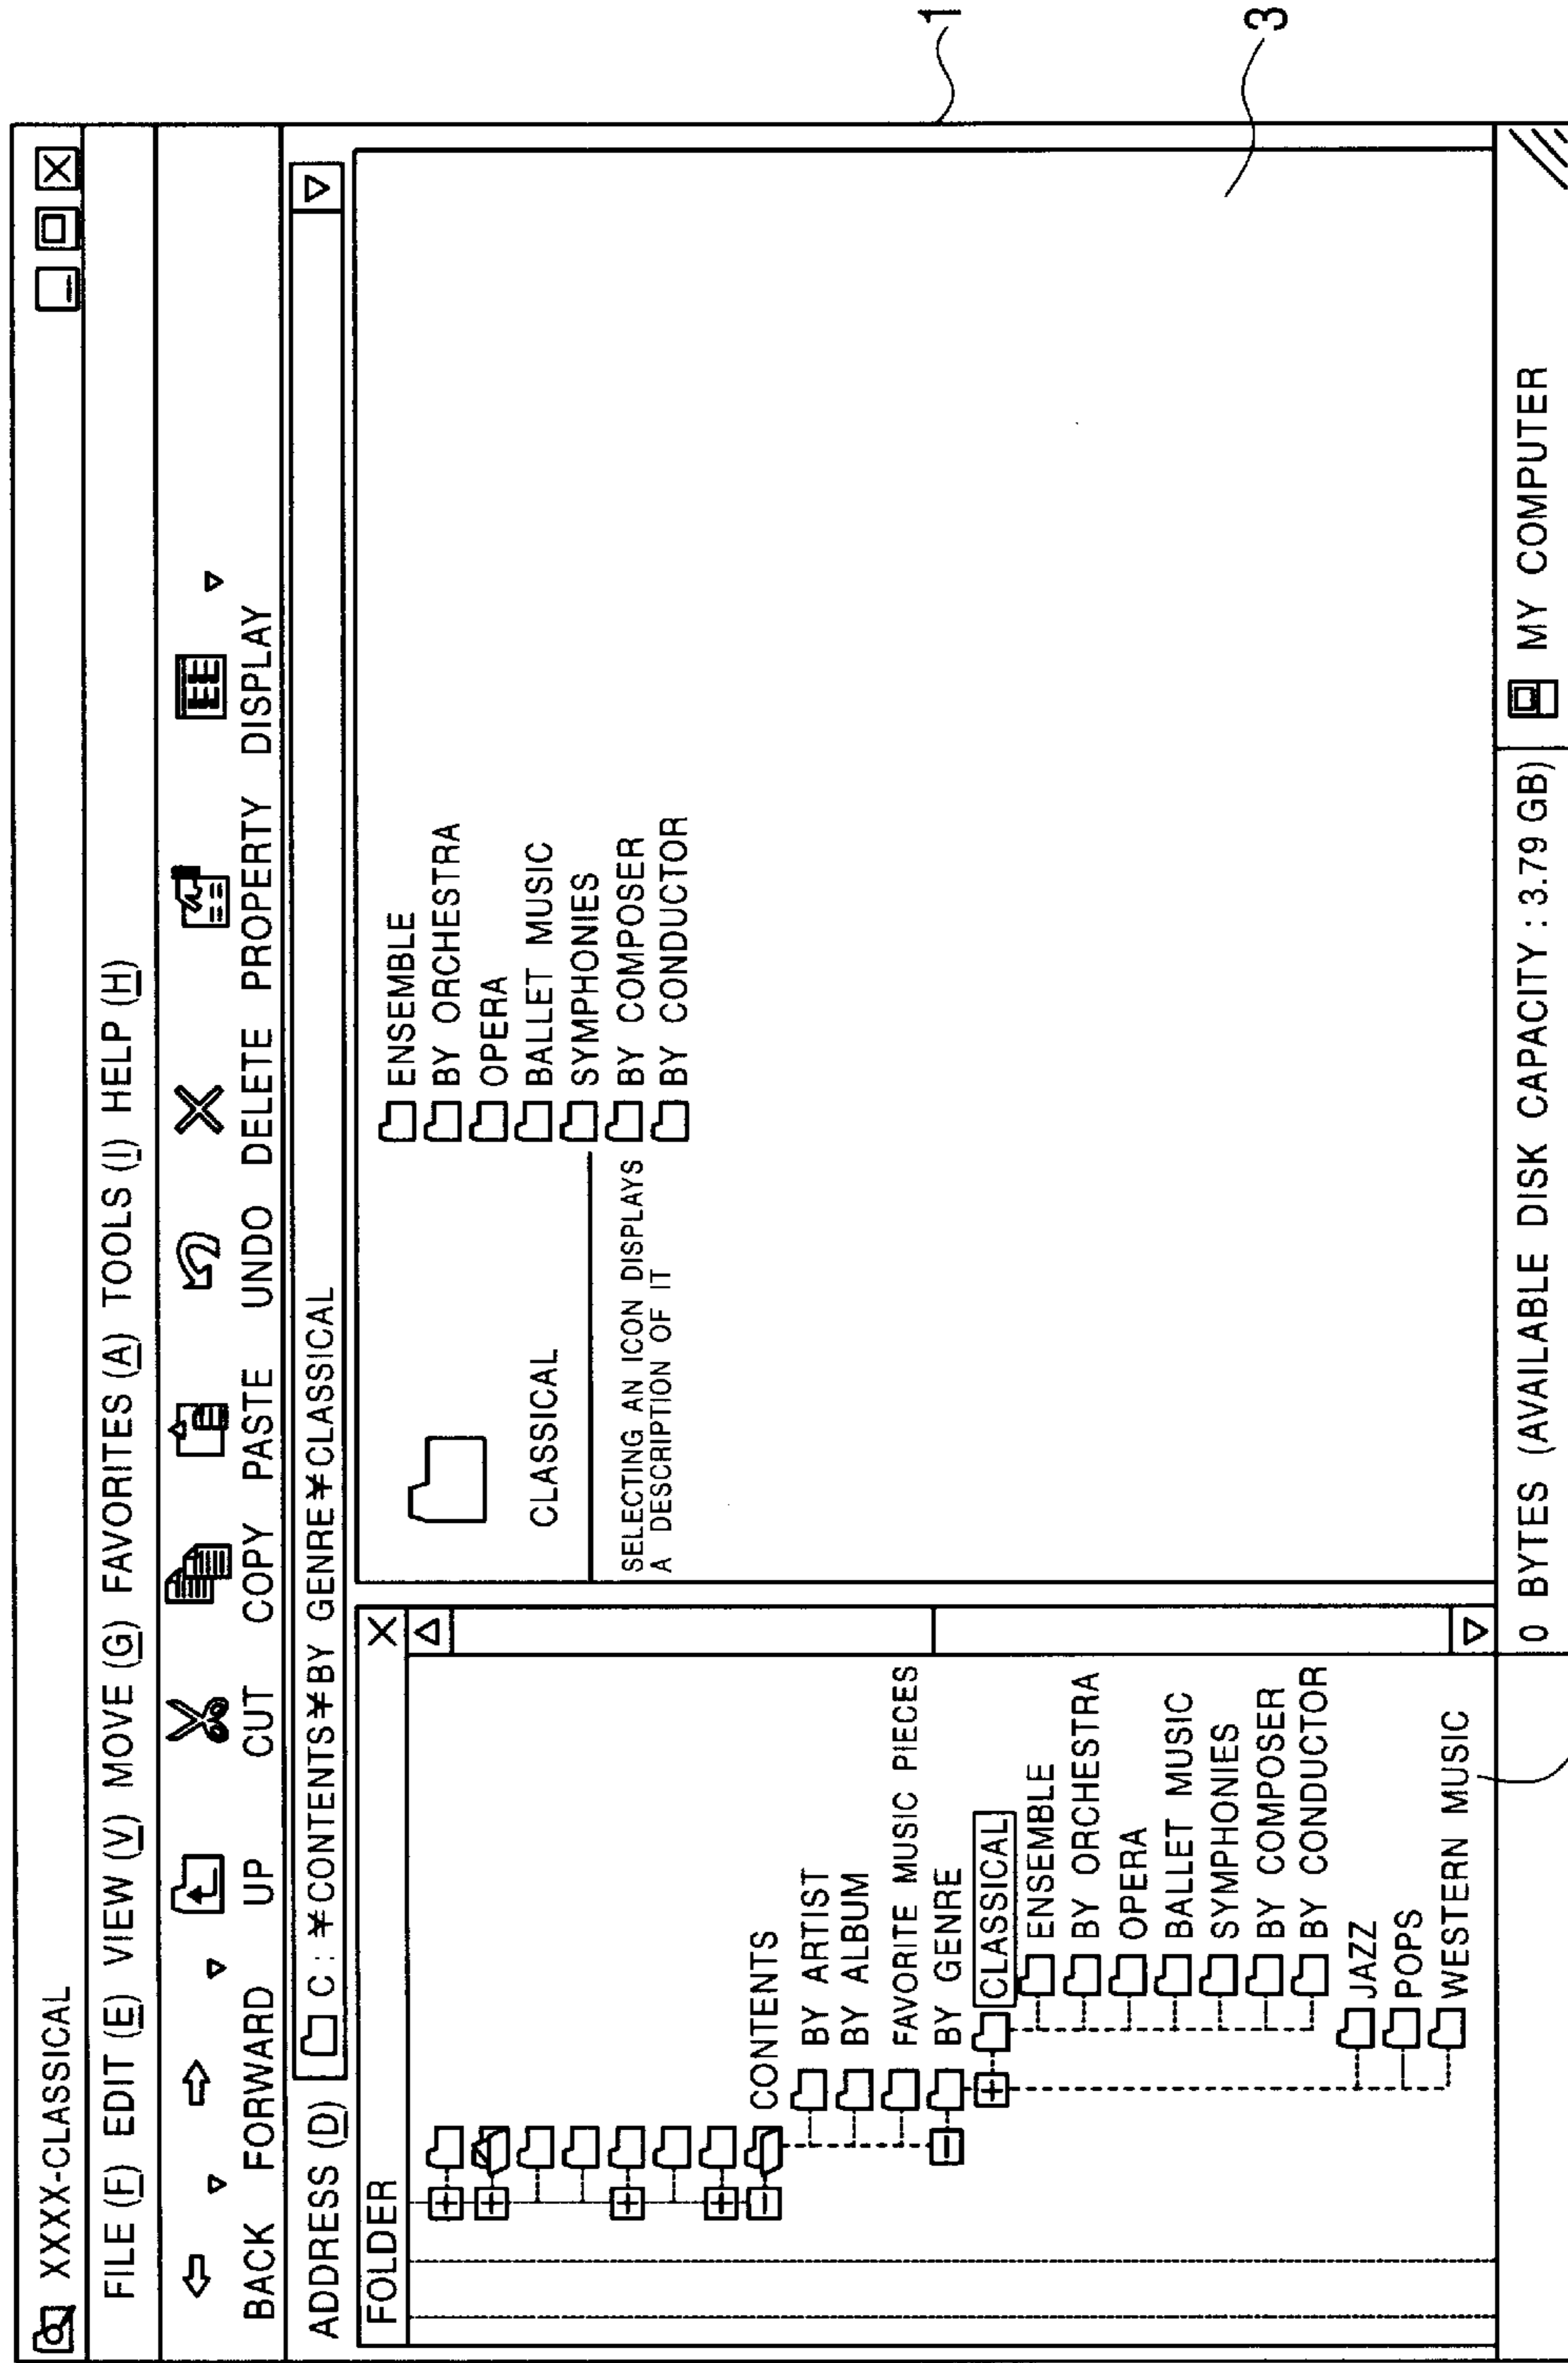 XXXX-CLASSICAL
FILE (F) EDIT (E) VIEW (V) MOVE (G) FAVORITES (A) TOOLS (I) HELP (H)
BACK FORWARD UP CUT COPY PASTE UNDO DELETE PROPERTY DISPLAY
ADDRESS (D) C:¥CONTENTS¥BY GENRE¥CLASSICAL
FOLDER
CONTENTS
BY ARTIST
BY ALBUM
FAVORITE MUSIC PIECES
BY GENRE
CLASSICAL
ENSEMBLE
BY ORCHESTRA
OPERA
BALLET MUSIC
SYMPHONIES
BY COMPOSER
BY CONDUCTOR
JAZZ
POPS
WESTERN MUSIC
CLASSICAL
SELECTING AN ICON DISPLAYS
A DESCRIPTION OF IT
ENSEMBLE
BY ORCHESTRA
OPERA
BALLET MUSIC
SYMPHONIES
BY COMPOSER
BY CONDUCTOR
0 BYTES (AVAILABLE DISK CAPACITY : 3.79 GB) MY COMPUTER
1
3